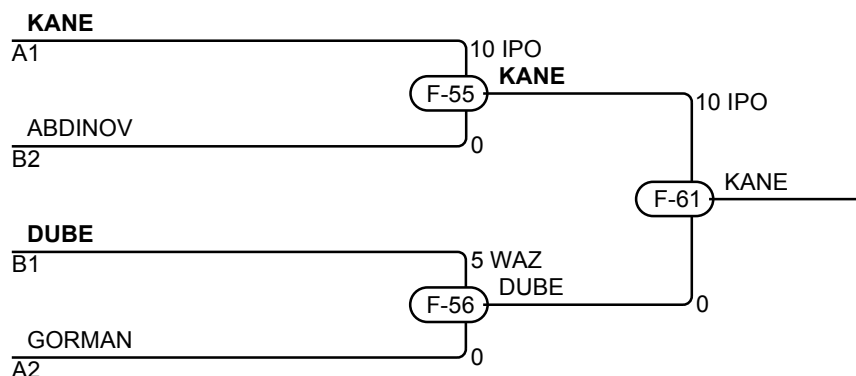 KANE
A1
10 IPO
F-55
KANE
ABDINOV
B2
0
10 IPO
F-61
KANE
DUBE
B1
5 WAZ
F-56
DUBE
0
GORMAN
A2
0